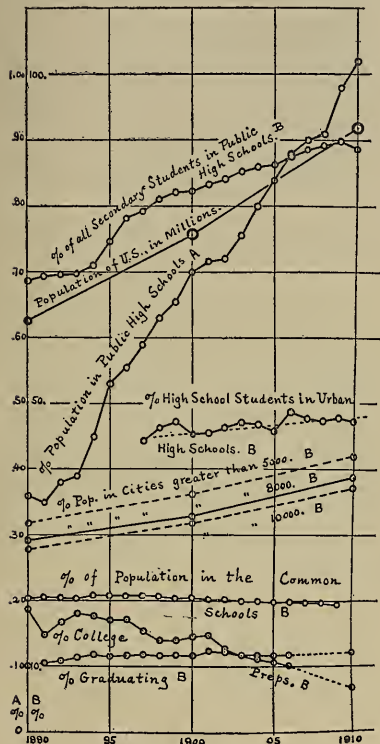 1.00 100.
.90
% of all Secondary Students in Public
High Schools. B
.80
Population of U.S., in Millions.
.70
% Population in Public High Schools A
.60
.50 50.
% High School Students in Urban
High Schools. B
.40
% Pop. in Cities greater than 5000. B
" " " " 8000. B
.30
" 10000. B
% of Population in the Common
Schools B
.20
% College
.10 10.
Preps. B
% Graduating B
A B
% %
0
1890 95 1900 05 1910